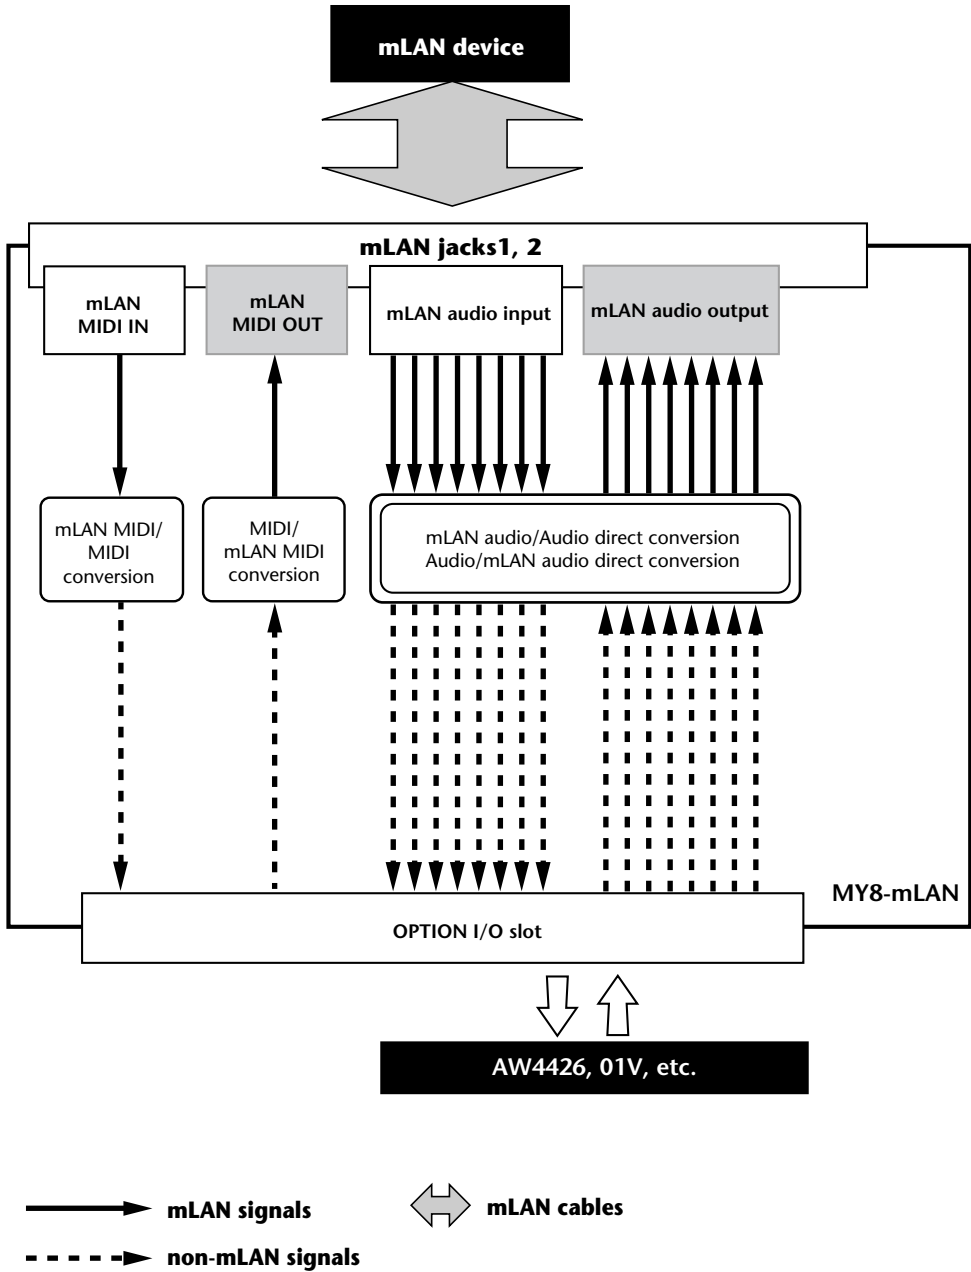 mLAN device
mLAN jacks1, 2
mLAN
MIDI IN
mLAN
MIDI OUT
mLAN audio input
mLAN audio output
mLAN MIDI/
MIDI
conversion
MIDI/
mLAN MIDI
conversion
mLAN audio/Audio direct conversion
Audio/mLAN audio direct conversion
MY8-mLAN
OPTION I/O slot
AW4426, 01V, etc.
mLAN signals
mLAN cables
non-mLAN signals